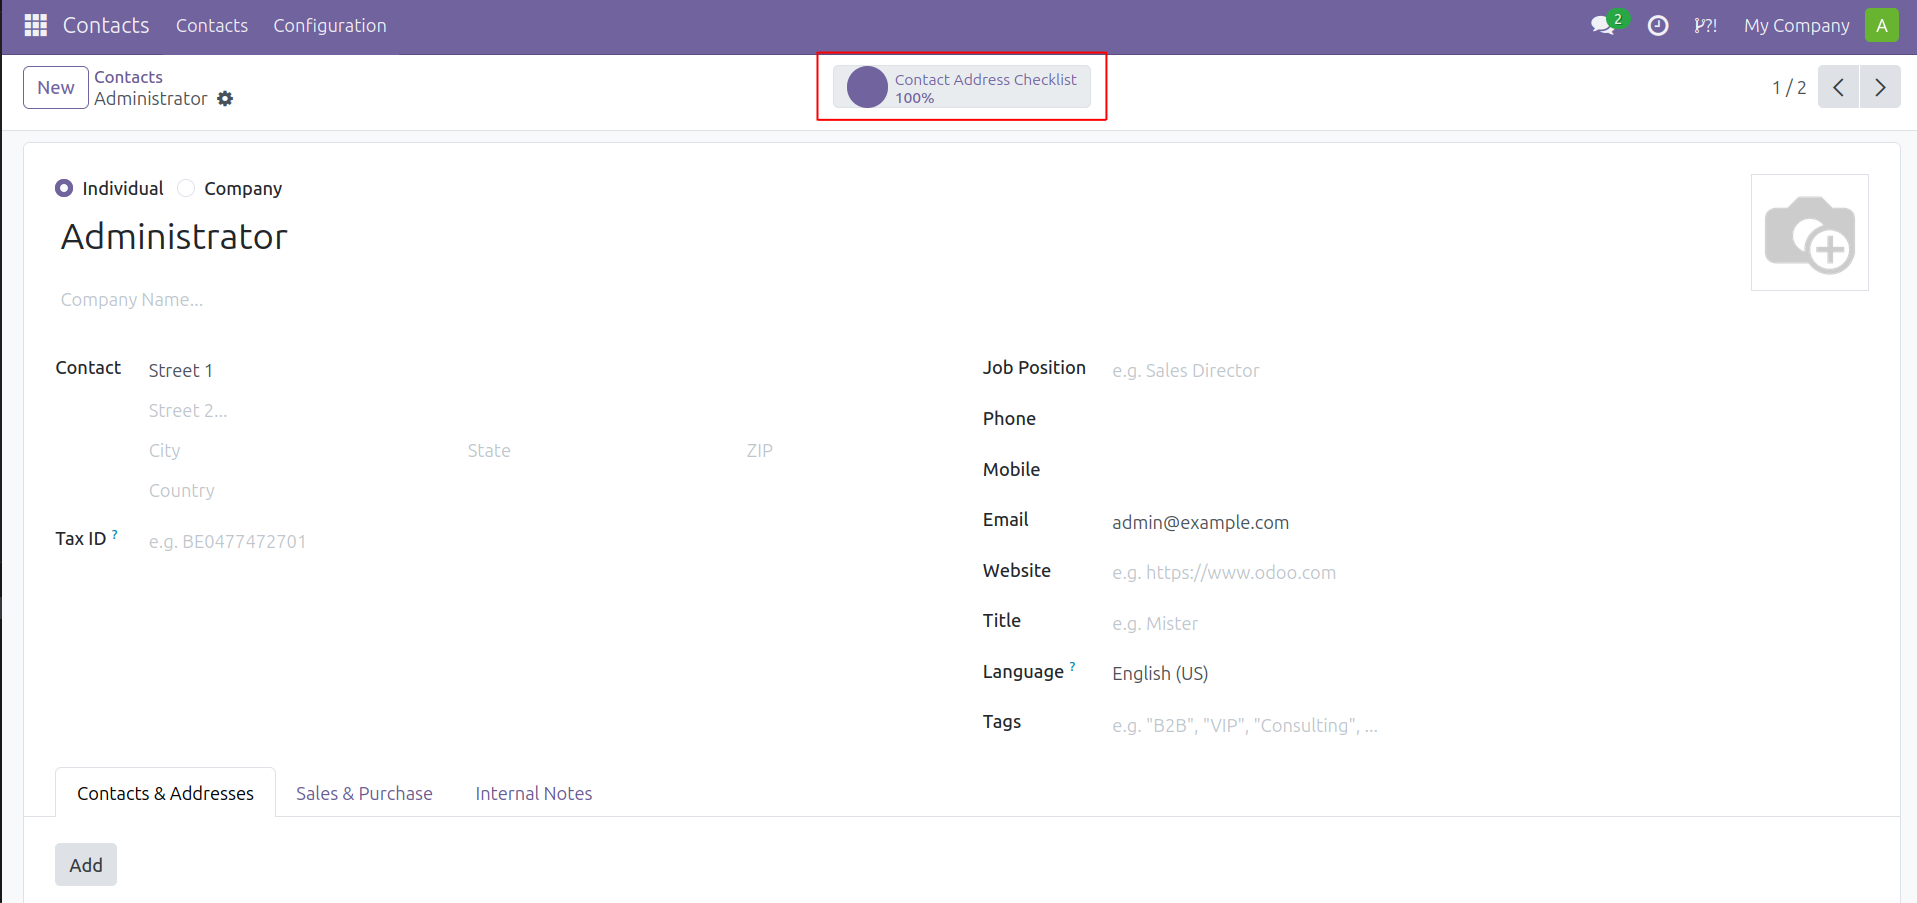 Contacts Contacts Configuration 2 ?! My Company A
New Contacts
Administrator
Contact Address Checklist
100%
1 / 2
Individual Company
Administrator
Company Name...
Contact Street 1
Street 2...
City State ZIP
Country
Tax ID ? e.g. BE0477472701
Job Position e.g. Sales Director
Phone
Mobile
Email admin@example.com
Website e.g. https://www.odoo.com
Title e.g. Mister
Language ? English (US)
Tags e.g. "B2B", "VIP", "Consulting", ...
Contacts & Addresses Sales & Purchase Internal Notes
Add